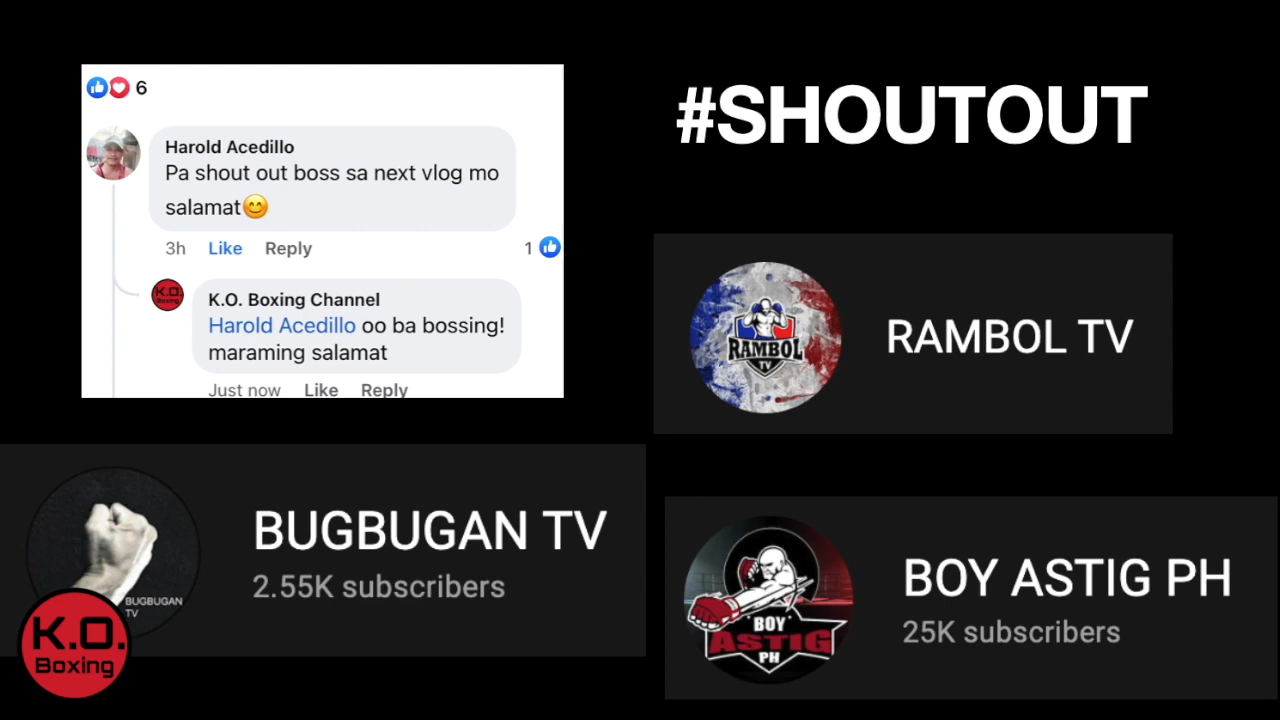 6
Harold Acedillo
Pa shout out boss sa next vlog mo
salamat😊
3h Like Reply 1
K.O. Boxing
K.O. Boxing Channel
Harold Acedillo oo ba bossing!
maraming salamat
Just now Like Reply
#SHOUTOUT
RAMBOL
TV
RAMBOL TV
BUGBUGAN
TV
BUGBUGAN TV
2.55K subscribers
K.O.
Boxing
BOY
ASTIG
PH
BOY ASTIG PH
25K subscribers